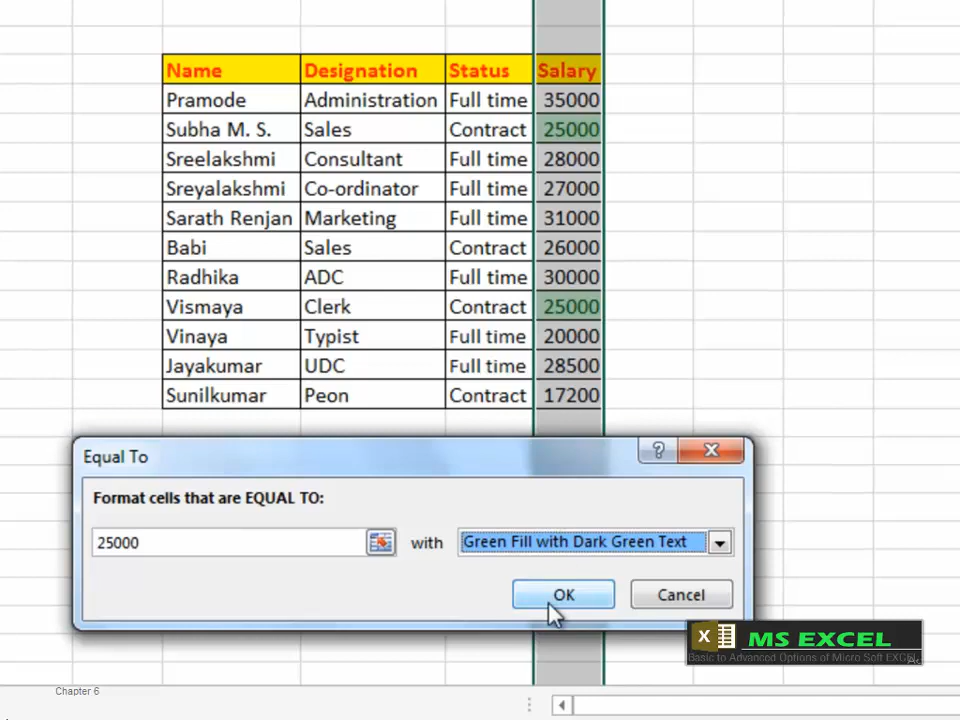 Name Designation Status Salary
Pramode Administration Full time 35000
Subha M. S. Sales Contract 25000
Sreelakshmi Consultant Full time 28000
Sreyalakshmi Co-ordinator Full time 27000
Sarath Renjan Marketing Full time 31000
Babi Sales Contract 26000
Radhika ADC Full time 30000
Vismaya Clerk Contract 25000
Vinaya Typist Full time 20000
Jayakumar UDC Full time 28500
Sunilkumar Peon Contract 17200
Equal To
Format cells that are EQUAL TO:
25000 with Green Fill with Dark Green Text
OK Cancel
X MS EXCEL
Basic to Advanced Options of Micro Soft EXCEL
Chapter 6